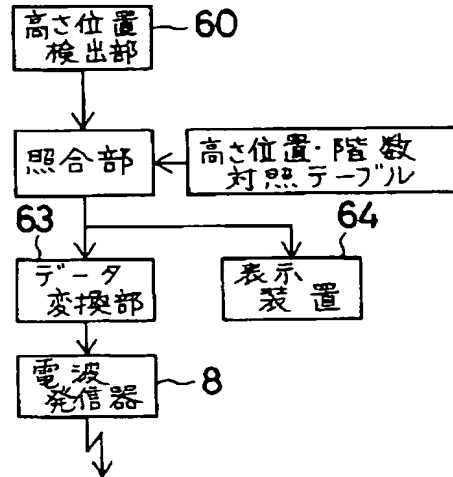 高さ位置
検出部
60
照合部
高さ位置・階数
対照テーブル
63
データ
変換部
64
表示
装置
電波
発信器
8